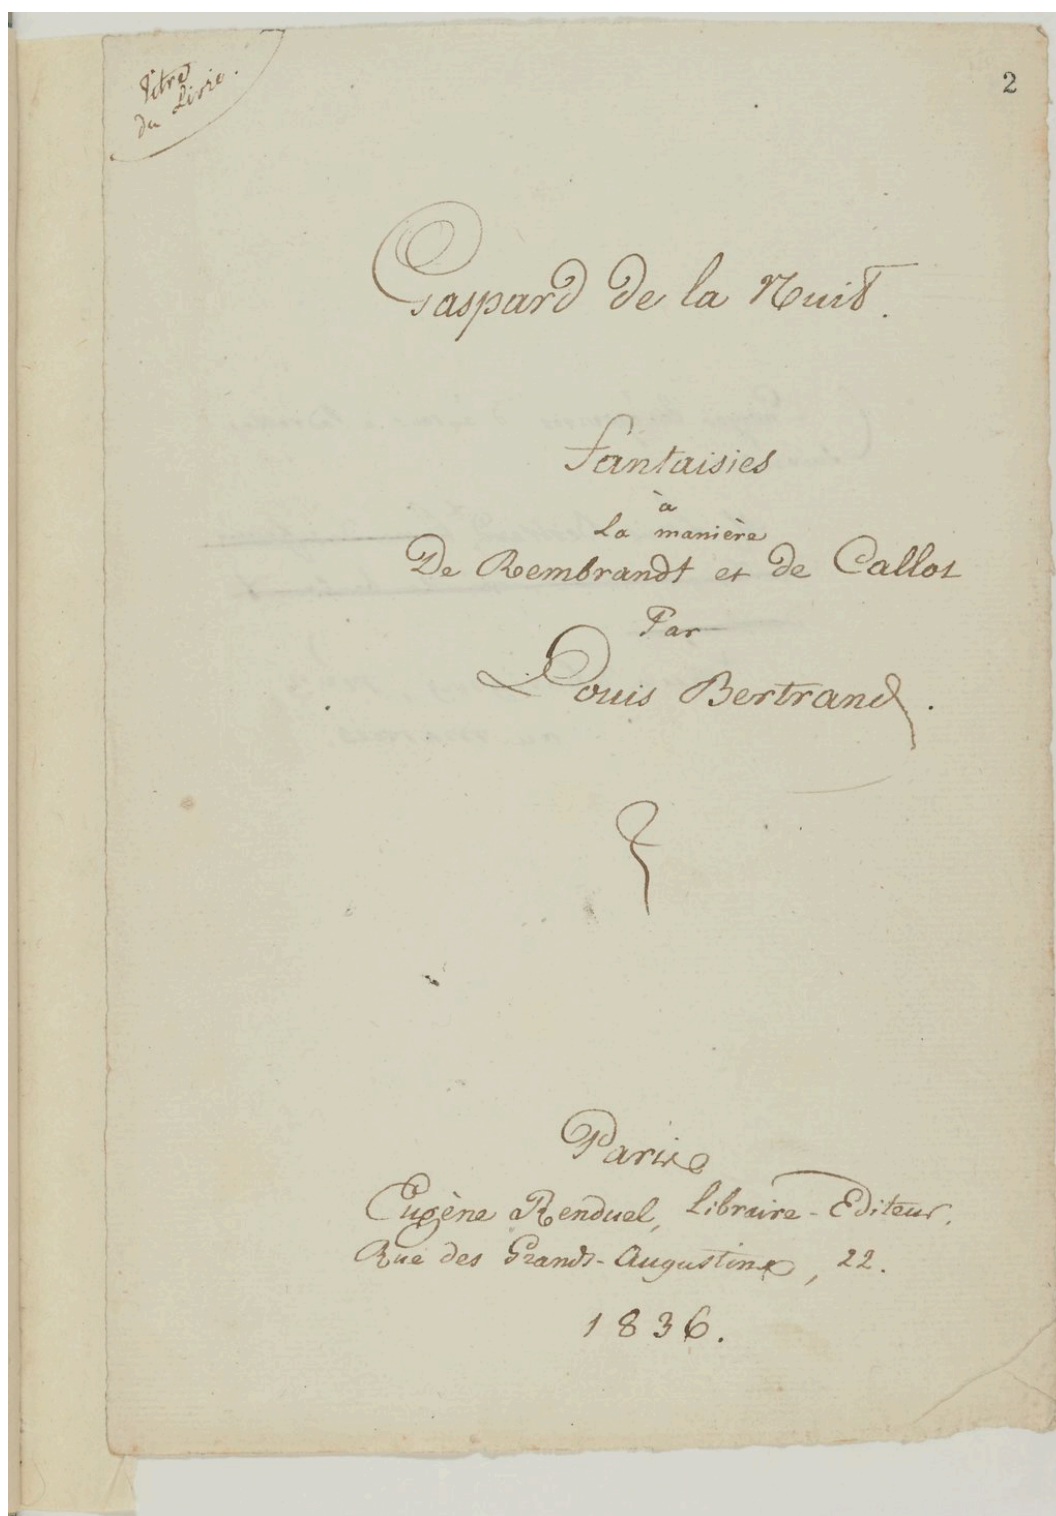 Titre
du Livre.
2
Gaspard de la Nuit.
Fantaisies
à
La manière
De Rembrandt et de Callot
Par
Louis Bertrand.
Paris
Eugène Renduel, Libraire-Editeur.
Rue des Grands-Augustins, 22.
1836.